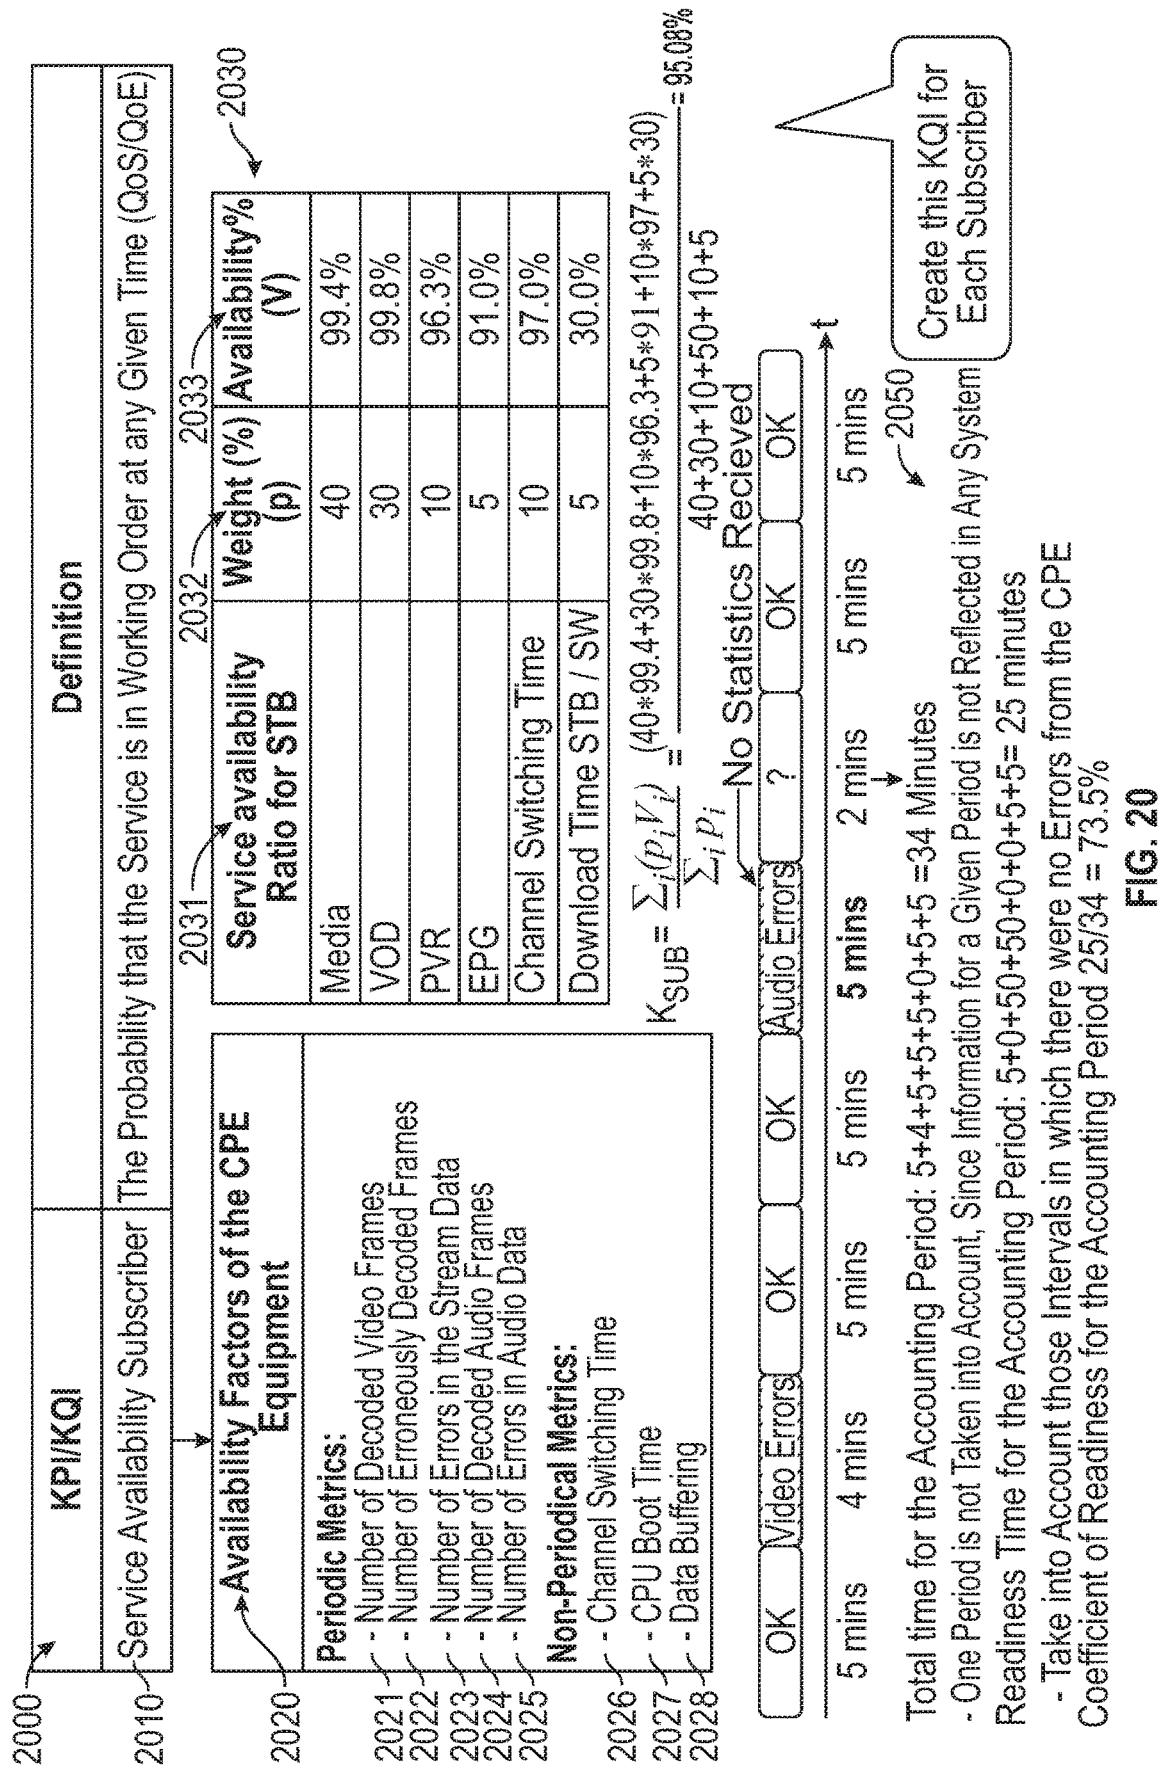 2000
KPI/KQI
Definition
2010
Service Availability Subscriber
The Probability that the Service is in Working Order at any Given Time (QoS/QoE)
2020
Availability Factors of the CPE
Equipment
Periodic Metrics:
2021 - Number of Decoded Video Frames
2022 - Number of Erroneously Decoded Frames
2023 - Number of Errors in the Stream Data
2024 - Number of Decoded Audio Frames
2025 - Number of Errors in Audio Data
Non-Periodical Metrics:
2026 - Channel Switching Time
2027 - CPU Boot Time
2028 - Data Buffering
2031
2032
2033
2030
Service availability
Ratio for STB
Weight (%)
(p)
Availability%
(V)
Media 40 99.4%
VOD 30 99.8%
PVR 10 96.3%
EPG 5 91.0%
Channel Switching Time 10 97.0%
Download Time STB / SW 5 30.0%
K_SUB = ∑i(piVi) / ∑i pi = (40*99.4+30*99.8+10*96.3+5*91+10*97+5*30) / 40+30+10+50+10+5 = 95.08%
No Statistics Recieved
OK Video Errors OK OK OK Audio Errors ? OK OK
t
5 mins 4 mins 5 mins 5 mins 5 mins 5 mins 2 mins 5 mins 5 mins
2050
Create this KQI for
Each Subscriber
Total time for the Accounting Period: 5+4+5+5+5+0+5+5 =34 Minutes
- One Period is not Taken into Account, Since Information for a Given Period is not Reflected in Any System
Readiness Time for the Accounting Period: 5+0+50+50+0+0+5+5= 25 minutes
- Take into Account those Intervals in which there were no Errors from the CPE
Coefficient of Readiness for the Accounting Period 25/34 = 73.5%
FIG. 20